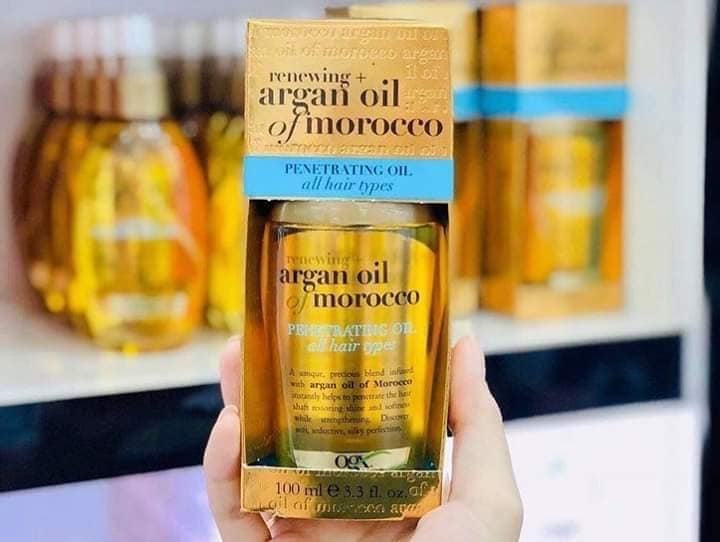 renewing +
argan oil
of morocco
PENETRATING OIL
all hair types
renewing +
argan oil
of morocco
PENETRATING OIL
all hair types
A unique, precious blend infused
with argan oil of Morocco
instantly helps to penetrate the hair
shaft restoring shine and softness
while strengthening. Discover
soft, seductive, silky perfection.
ogx
100 ml e 3.3 fl. oz.